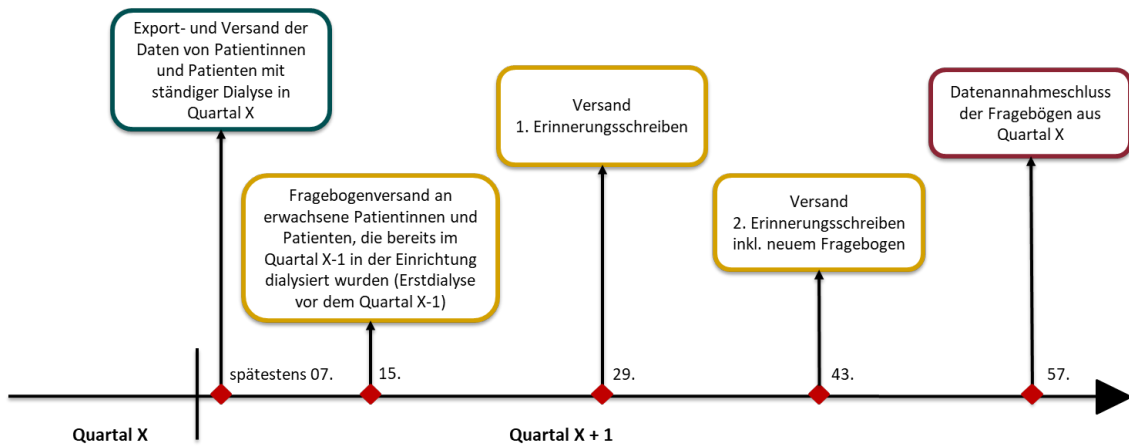 Export- und Versand der
Daten von Patientinnen
und Patienten mit
ständiger Dialyse in
Quartal X
Fragebogenversand an
erwachsene Patientinnen und
Patienten, die bereits im
Quartal X-1 in der Einrichtung
dialysiert wurden (Erstdialyse
vor dem Quartal X-1)
Versand
1. Erinnerungsschreiben
Versand
2. Erinnerungsschreiben
inkl. neuem Fragebogen
Datenannahmeschluss
der Fragebögen aus
Quartal X
spätestens 07.
15.
29.
43.
57.
Quartal X
Quartal X + 1